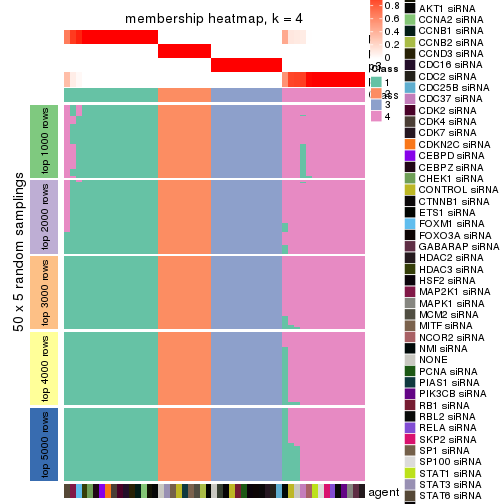 membership heatmap, k = 4
0.8
0.6
0.4
0.2
0
Class
1
2
3
4
50 x 5 random samplings
top 1000 rows
top 2000 rows
top 3000 rows
top 4000 rows
top 5000 rows
agent
AKT1 siRNA
CCNA2 siRNA
CCNB1 siRNA
CCNB2 siRNA
CCND3 siRNA
CDC16 siRNA
CDC2 siRNA
CDC25B siRNA
CDC37 siRNA
CDK2 siRNA
CDK4 siRNA
CDK7 siRNA
CDKN2C siRNA
CEBPD siRNA
CEBPZ siRNA
CHEK1 siRNA
CONTROL siRNA
CTNNB1 siRNA
ETS1 siRNA
FOXM1 siRNA
FOXO3A siRNA
GABARAP siRNA
HDAC2 siRNA
HDAC3 siRNA
HSF2 siRNA
MAP2K1 siRNA
MAPK1 siRNA
MCM2 siRNA
MITF siRNA
NCOR2 siRNA
NMI siRNA
NONE
PCNA siRNA
PIAS1 siRNA
PIK3CB siRNA
RB1 siRNA
RBL2 siRNA
RELA siRNA
SKP2 siRNA
SP1 siRNA
SP100 siRNA
STAT1 siRNA
STAT3 siRNA
STAT6 siRNA